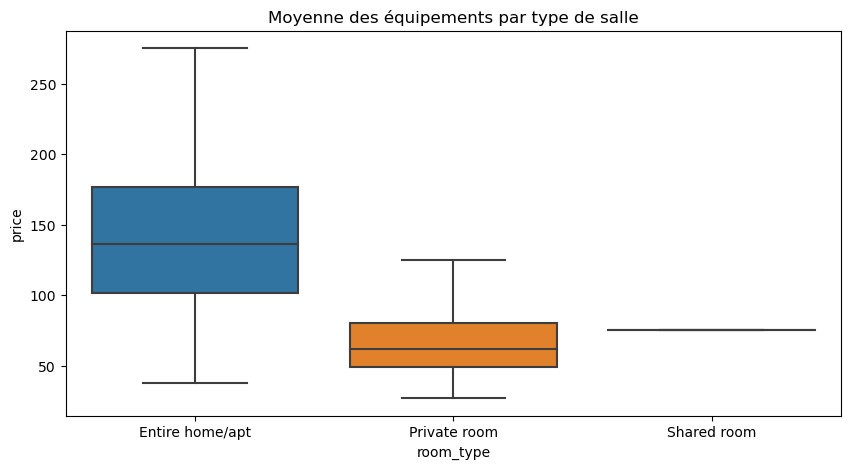 Moyenne des équipements par type de salle
250
200
150
100
50
price
Entire home/apt
Private room
Shared room
room_type